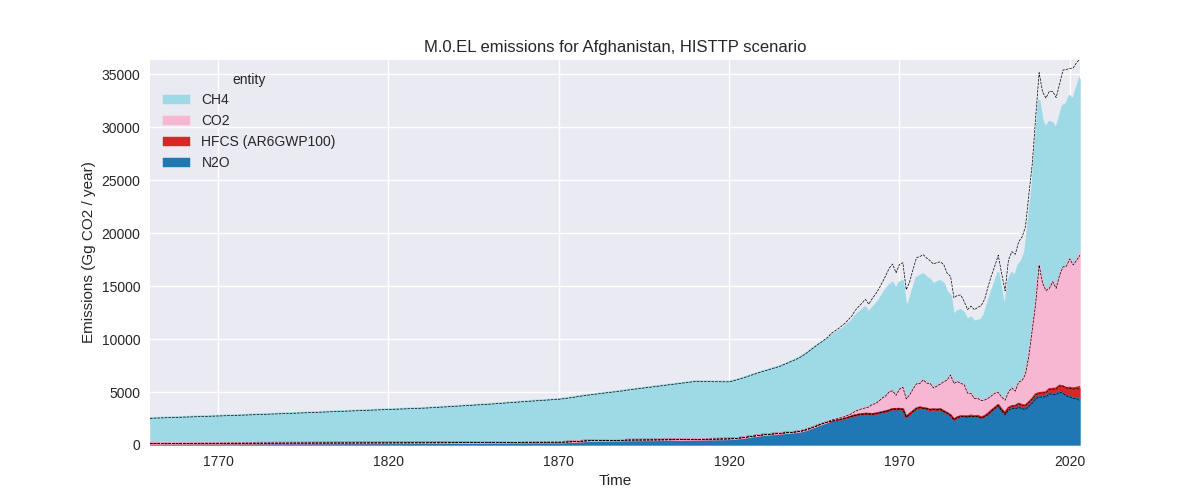 M.0.EL emissions for Afghanistan, HISTTP scenario
entity
CH4
CO2
HFCS (AR6GWP100)
N2O
Emissions (Gg CO2 / year)
35000
30000
25000
20000
15000
10000
5000
0
1770
1820
1870
1920
1970
2020
Time